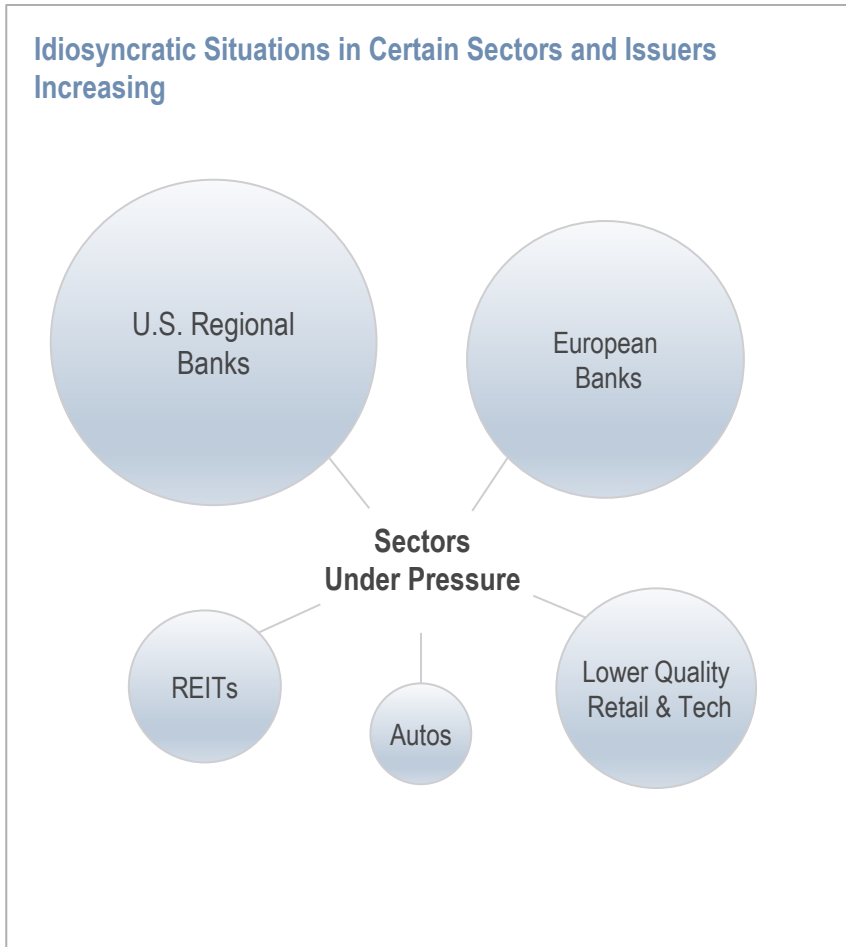 Idiosyncratic Situations in Certain Sectors and Issuers
Increasing
U.S. Regional
Banks
European
Banks
Sectors
Under Pressure
REITs
Autos
Lower Quality
Retail & Tech